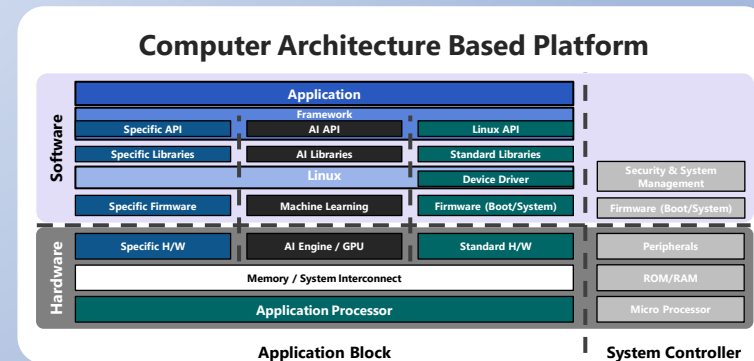 Computer Architecture Based Platform
Software
Application
Framework
Specific API
AI API
Linux API
Specific Libraries
AI Libraries
Standard Libraries
Linux
Device Driver
Security & System
Management
Specific Firmware
Machine Learning
Firmware (Boot/System)
Firmware (Boot/System)
Hardware
Specific H/W
AI Engine / GPU
Standard H/W
Peripherals
Memory / System Interconnect
ROM/RAM
Application Processor
Micro Processor
Application Block
System Controller